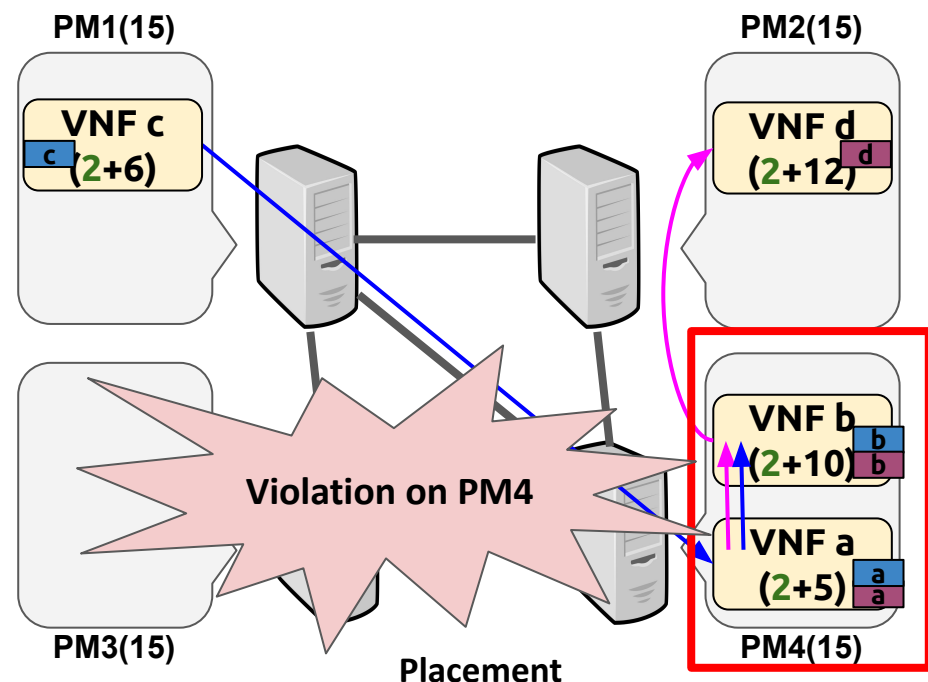 PM1(15)
PM2(15)
VNF c
c
(2+6)
VNF d
d
(2+12)
VNF b
b
(2+10)
b
Violation on PM4
VNF a
a
(2+5)
a
PM3(15)
PM4(15)
Placement